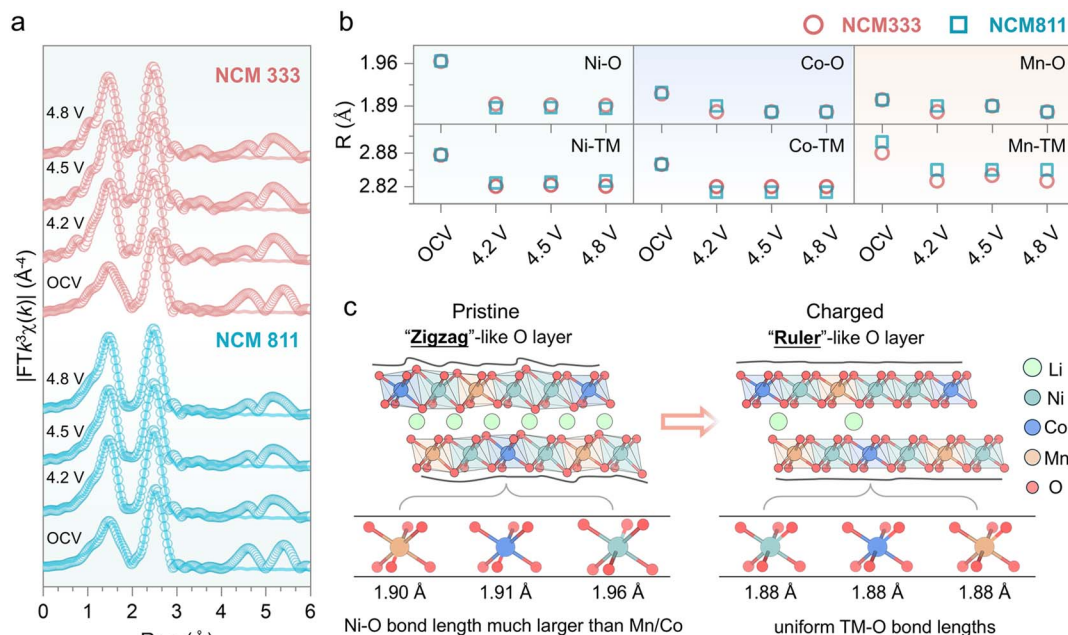 a
NCM 333
4.8 V
4.5 V
4.2 V
OCV
NCM 811
4.8 V
4.5 V
4.2 V
OCV
|FTk³χ(k)| (Å⁻⁴)
0 1 2 3 4 5 6
b
NCM333 NCM811
Ni-O Co-O Mn-O
1.96
1.89
R (Å)
Ni-TM Co-TM Mn-TM
2.88
2.82
OCV 4.2 V 4.5 V 4.8 V OCV 4.2 V 4.5 V 4.8 V OCV 4.2 V 4.5 V 4.8 V
c
Pristine
"Zigzag"-like O layer
Charged
"Ruler"-like O layer
Li
Ni
Co
Mn
O
1.90 Å 1.91 Å 1.96 Å
Ni-O bond length much larger than Mn/Co
1.88 Å 1.88 Å 1.88 Å
uniform TM-O bond lengths